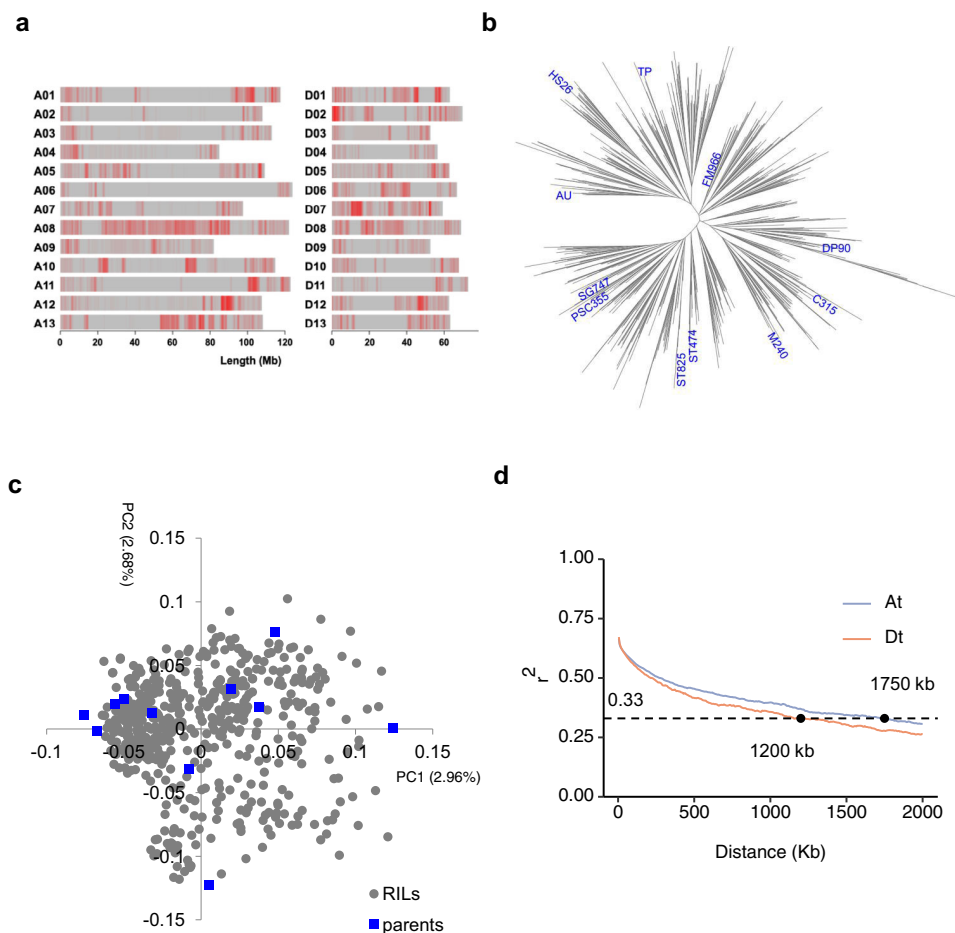 a
A01
A02
A03
A04
A05
A06
A07
A08
A09
A10
A11
A12
A13
0 20 40 60 80 100 120
D01
D02
D03
D04
D05
D06
D07
D08
D09
D10
D11
D12
D13
0 20 40 60
Length (Mb)
b
HS26
TP
FM966
AU
DP90
SG747
PSC355
C315
M240
ST825
ST474
c
PC2 (2.68%)
0.15
0.1
0.05
0
-0.05
-0.1
-0.15
-0.1 -0.05 0 0.05 0.1 0.15
PC1 (2.96%)
RILs
parents
d
r2
1.00
0.75
0.50
0.25
0.00
At
Dt
0.33
1750 kb
1200 kb
0 500 1000 1500 2000
Distance (Kb)